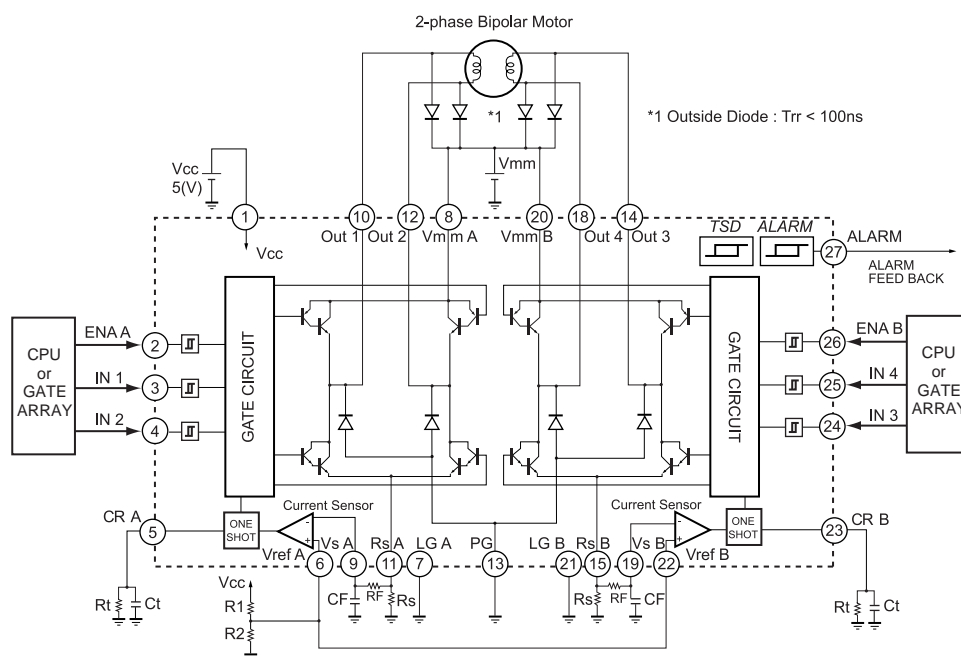 2-phase Bipolar Motor
*1
*1 Outside Diode : Trr < 100ns
Vcc
5(V)
Vmm
1
10
12
8
20
18
14
Out 1
Out 2
Vmm A
Vmm B
Out 4
Out 3
Vcc
TSD
ALARM
27
ALARM
ALARM
FEED BACK
CPU
or
GATE
ARRAY
ENA A
2
IN 1
3
IN 2
4
GATE CIRCUIT
GATE CIRCUIT
26
ENA B
25
IN 4
24
IN 3
CPU
or
GATE
ARRAY
CR A
5
ONE
SHOT
Current Sensor
-
+
Current Sensor
-
+
ONE
SHOT
23
CR B
Vref A
Vs A
Rs A
LG A
PG
LG B
Rs B
Vs B
Vref B
6
9
11
7
13
21
15
19
22
Rt
Ct
Vcc
R1
R2
CF
RF
Rs
Rs
RF
CF
Rt
Ct